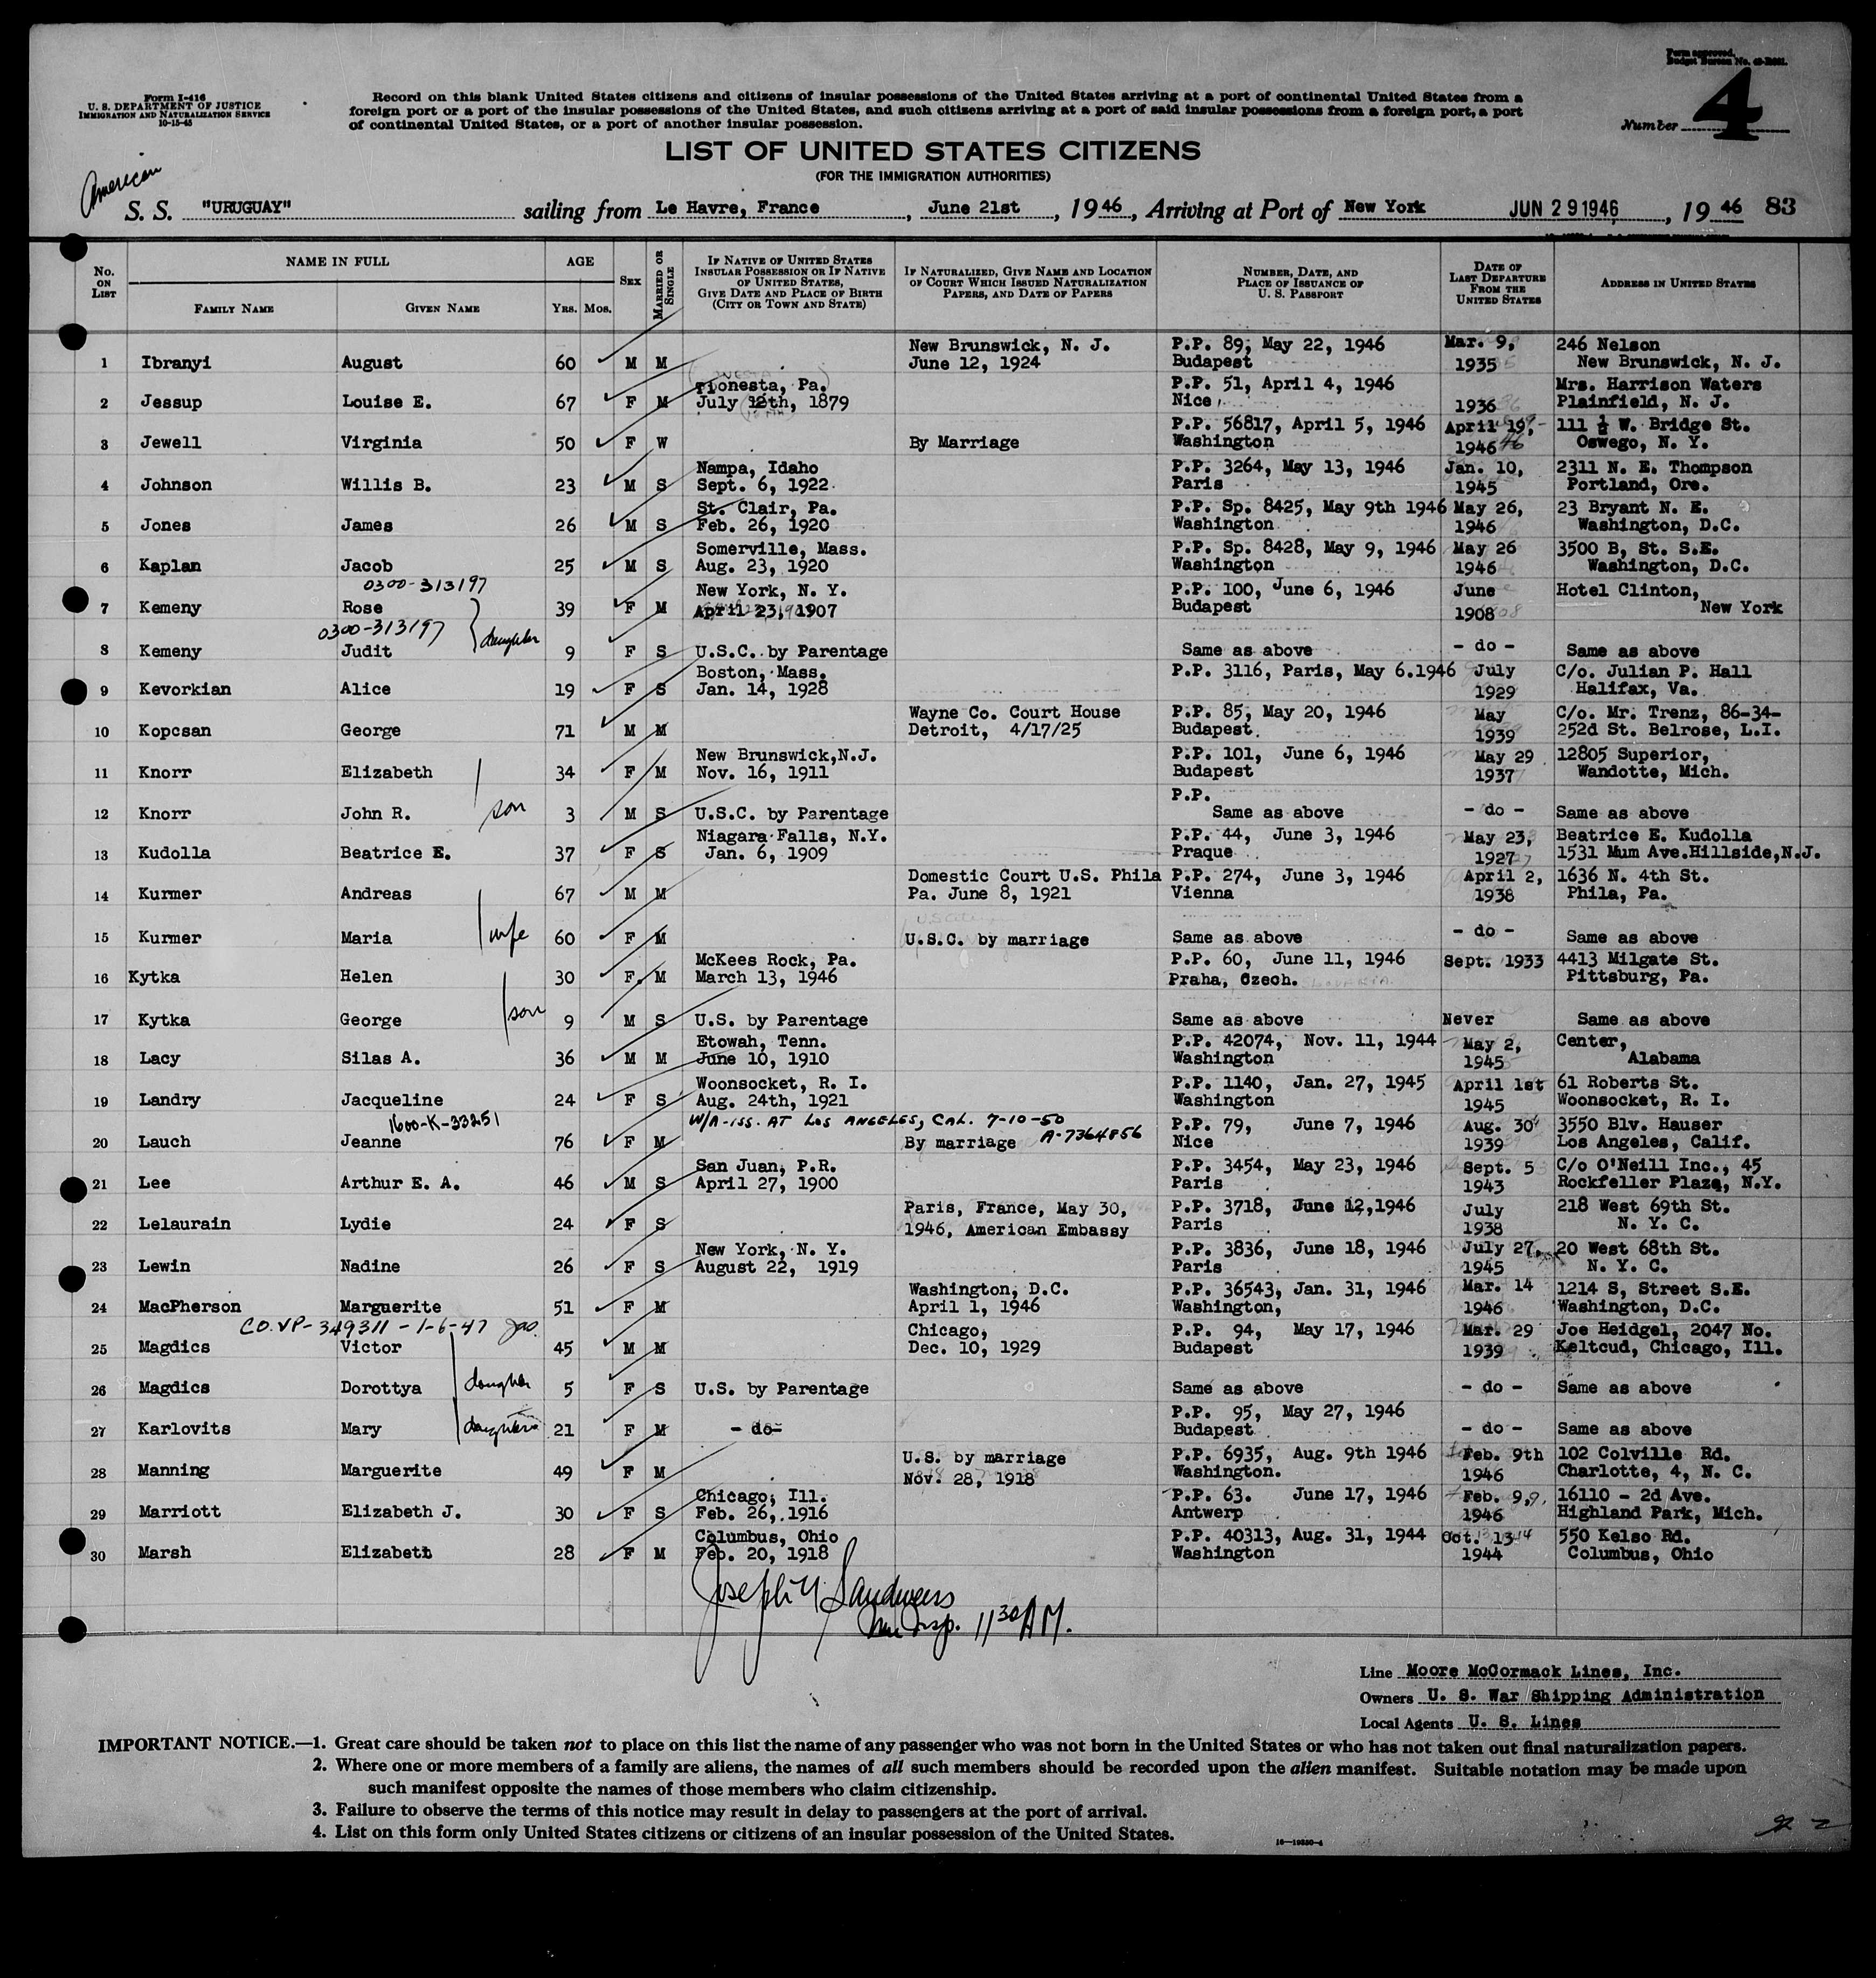 Form approved.
Budget Bureau No. 43-R081.
Form I-416
U. S. DEPARTMENT OF JUSTICE
IMMIGRATION AND NATURALIZATION SERVICE
10-15-45
Record on this blank United States citizens and citizens of insular possessions of the United States arriving at a port of continental United States from a
foreign port or a port of the insular possessions of the United States, and such citizens arriving at a port of said insular possessions from a foreign port, a port
of continental United States, or a port of another insular possession.
Number 4
LIST OF UNITED STATES CITIZENS
(FOR THE IMMIGRATION AUTHORITIES)
American
S. S. "URUGUAY" sailing from Le Havre, France, June 21st, 1946, Arriving at Port of New York JUN 29 1946, 1946 83
No. ON LIST NAME IN FULL FAMILY NAME GIVEN NAME AGE YRS. MOS. SEX MARRIED OR SINGLE IF NATIVE OF UNITED STATES INSULAR POSSESSION OR IF NATIVE OF UNITED STATES, GIVE DATE AND PLACE OF BIRTH (CITY OR TOWN AND STATE) IF NATURALIZED, GIVE NAME AND LOCATION OF COURT WHICH ISSUED NATURALIZATION PAPERS, AND DATE OF PAPERS NUMBER, DATE, AND PLACE OF ISSUANCE OF U. S. PASSPORT DATE OF LAST DEPARTURE FROM THE UNITED STATES ADDRESS IN UNITED STATES
New Brunswick, N. J. P.P. 89, May 22, 1946 Mar. 9, 246 Nelson
1 Ibranyi August 60 M M June 12, 1924 Budapest 1935 New Brunswick, N. J.
Tionesta, Pa. P.P. 51, April 4, 1946 Mrs. Harrison Waters
2 Jessup Louise E. 67 F M July 12th, 1879 Nice 1936 Plainfield, N. J.
P.P. 56817, April 5, 1946 April 19, 111 ½ W. Bridge St.
3 Jewell Virginia 50 F W By Marriage Washington 1946 Oswego, N. Y.
Nampa, Idaho P.P. 3264, May 13, 1946 Jan. 10, 2311 N. E. Thompson
4 Johnson Willis B. 23 M S Sept. 6, 1922 Paris 1945 Portland, Ore.
St. Clair, Pa. P.P. Sp. 8425, May 9th 1946 May 26, 23 Bryant N. E.
5 Jones James 26 M S Feb. 26, 1920 Washington 1946 Washington, D.C.
Somerville, Mass. P.P. Sp. 8428, May 9, 1946 May 26 3500 B, St. S.E.
6 Kaplan Jacob 25 M S Aug. 23, 1920 Washington 1946 Washington, D.C.
0300-313197 New York, N. Y. P.P. 100, June 6, 1946 June Hotel Clinton,
7 Kemeny Rose 39 F M April 23, 1907 Budapest 1908 New York
0300-313197 daughter
8 Kemeny Judit 9 F S U.S.C. by Parentage Same as above - do - Same as above
Boston, Mass. P.P. 3116, Paris, May 6.1946 July C/o. Julian P. Hall
9 Kevorkian Alice 19 F S Jan. 14, 1928 1929 Halifax, Va.
Wayne Co. Court House P.P. 85, May 20, 1946 May C/o. Mr. Trenz, 86-34-
10 Kopcsan George 71 M M Detroit, 4/17/25 Budapest 1939 252d St. Belrose, L.I.
New Brunswick,N.J. P.P. 101, June 6, 1946 May 29 12805 Superior,
11 Knorr Elizabeth 34 F M Nov. 16, 1911 Budapest 1937 Wandotte, Mich.
P.P.
12 Knorr John R. son 3 M S U.S.C. by Parentage Same as above - do - Same as above
Niagara Falls, N.Y. P.P. 44, June 3, 1946 May 23, Beatrice E. Kudolla
13 Kudolla Beatrice E. 37 F S Jan. 6, 1909 Praque 1927 1531 Mum Ave.Hillside,N.J.
Domestic Court U.S. Phila P.P. 274, June 3, 1946 April 2, 1636 N. 4th St.
14 Kurmer Andreas 67 M M Pa. June 8, 1921 Vienna 1938 Phila, Pa.
15 Kurmer Maria wife 60 F M U.S.C. by marriage Same as above - do - Same as above
McKees Rock, Pa. P.P. 60, June 11, 1946 Sept. 1933 4413 Milgate St.
16 Kytka Helen 30 F. M March 13, 1946 Praha, Czech. Pittsburg, Pa.
17 Kytka George son 9 M S U.S. by Parentage Same as above Never Same as above
Etowah, Tenn. P.P. 42074, Nov. 11, 1944 May 2, Center,
18 Lacy Silas A. 36 M M June 10, 1910 Washington 1945 Alabama
Woonsocket, R. I. P.P. 1140, Jan. 27, 1945 April 1st 61 Roberts St.
19 Landry Jacqueline 24 F S Aug. 24th, 1921 Washington 1945 Woonsocket, R. I.
1600-K-33251 W/A-ISS. AT LOS ANGELES, CAL. 7-10-50 P.P. 79, June 7, 1946 Aug. 30 3550 Blv. Hauser
20 Lauch Jeanne 76 F M By marriage A-7364856 Nice 1939 Los Angeles, Calif.
San Juan, P.R. P.P. 3454, May 23, 1946 Sept. 5 C/o O'Neill Inc., 45
21 Lee Arthur E. A. 46 M S April 27, 1900 Paris 1943 Rockfeller Plaza, N.Y.
Paris, France, May 30, P.P. 3718, June 12,1946 July 218 West 69th St.
22 Lelaurain Lydie 24 F S 1946, American Embassy Paris 1938 N. Y. C.
New York, N. Y. P.P. 3836, June 18, 1946 July 27, 20 West 68th St.
23 Lewin Nadine 26 F S August 22, 1919 Paris 1945 N. Y. C.
Washington, D.C. P.P. 36543, Jan. 31, 1946 Mar. 14 1214 S, Street S.E.
24 MacPherson Marguerite 51 F M April 1, 1946 Washington, 1946 Washington, D.C.
CO.VP-349311-1-6-47 Chicago, P.P. 94, May 17, 1946 Mar. 29 Joe Heidgel, 2047 No.
25 Magdics Victor 45 M M Dec. 10, 1929 Budapest 1939 Keltcud, Chicago, Ill.
26 Magdics Dorottya daughter 5 F S U.S. by Parentage Same as above - do - Same as above
P.P. 95, May 27, 1946
27 Karlovits Mary daughter 21 F M - do- Budapest - do - Same as above
U.S. by marriage P.P. 6935, Aug. 9th 1946 Feb. 9th 102 Colville Rd.
28 Manning Marguerite 49 F M Nov. 28, 1918 Washington. 1946 Charlotte, 4, N. C.
Chicago, Ill. P.P. 63. June 17, 1946 Feb. 9, 16110 - 2d Ave.
29 Marriott Elizabeth J. 30 F S Feb. 26, 1916 Antwerp 1946 Highland Park, Mich.
Columbus, Ohio P.P. 40313, Aug. 31, 1944 Oct. 13 550 Kelso Rd.
30 Marsh Elizabeth 28 F M Feb. 20, 1918 Washington 1944 Columbus, Ohio
Joseph
Insp. 11 30 AM.
Line Moore McCormack Lines, Inc.
Owners U. S. War Shipping Administration
Local Agents U. S. Lines
IMPORTANT NOTICE.—1. Great care should be taken not to place on this list the name of any passenger who was not born in the United States or who has not taken out final naturalization papers.
2. Where one or more members of a family are aliens, the names of all such members should be recorded upon the alien manifest. Suitable notation may be made upon
such manifest opposite the names of those members who claim citizenship.
3. Failure to observe the terms of this notice may result in delay to passengers at the port of arrival.
4. List on this form only United States citizens or citizens of an insular possession of the United States.